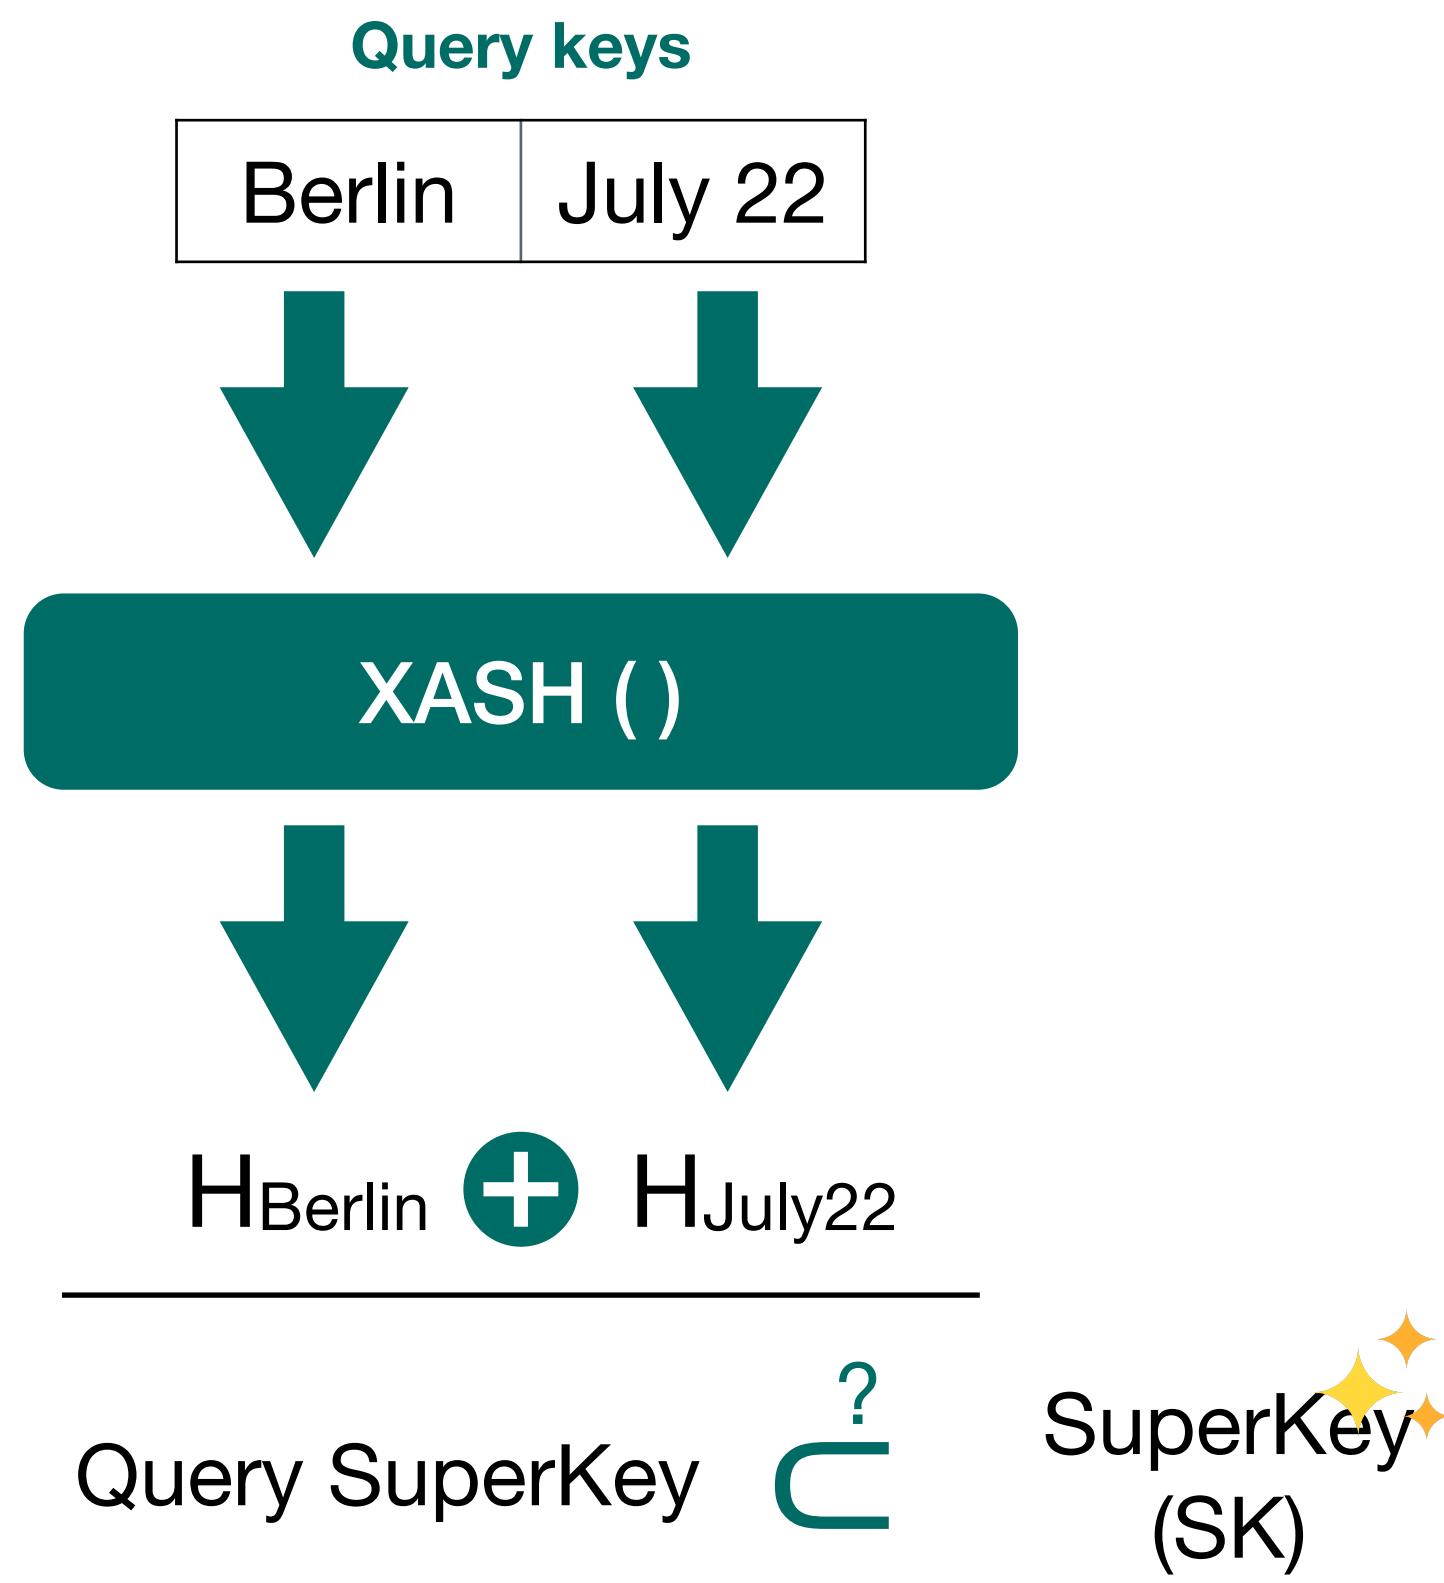 Query keys
Berlin July 22
XASH ( )
HBerlin + HJuly22
?
Query SuperKey ⊂ SuperKey
(SK)